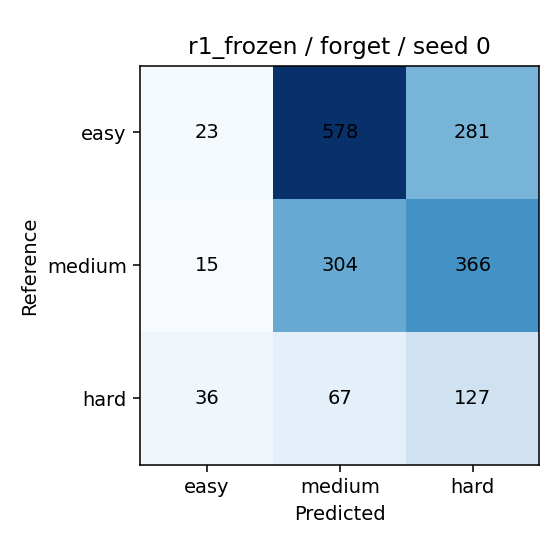 r1_frozen / forget / seed 0
Reference
easy 23 578 281
medium 15 304 366
hard 36 67 127
easy medium hard
Predicted